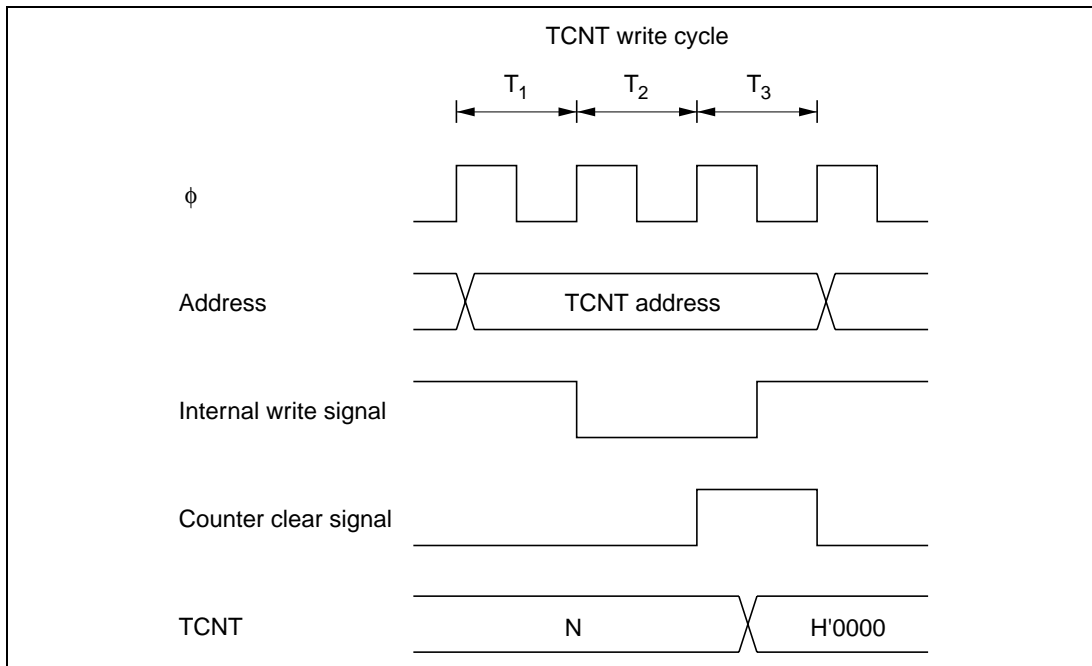 TCNT write cycle
T1 T2 T3
ϕ
Address TCNT address
Internal write signal
Counter clear signal
TCNT N H'0000